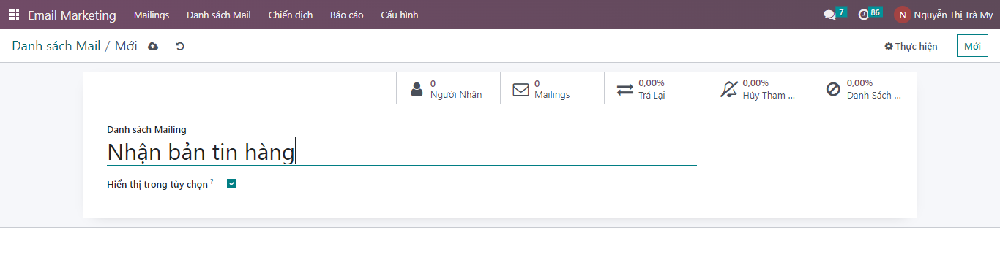 Email Marketing Mailings Danh sách Mail Chiến dịch Báo cáo Cấu hình 7 86 N Nguyễn Thị Trà My
Danh sách Mail / Mới Thực hiện Mới
0 0 0,00% 0,00% 0,00%
Người Nhận Mailings Trả Lại Hủy Tham ... Danh Sách ...
Danh sách Mailing
Nhận bản tin hàng
Hiển thị trong tùy chọn ?